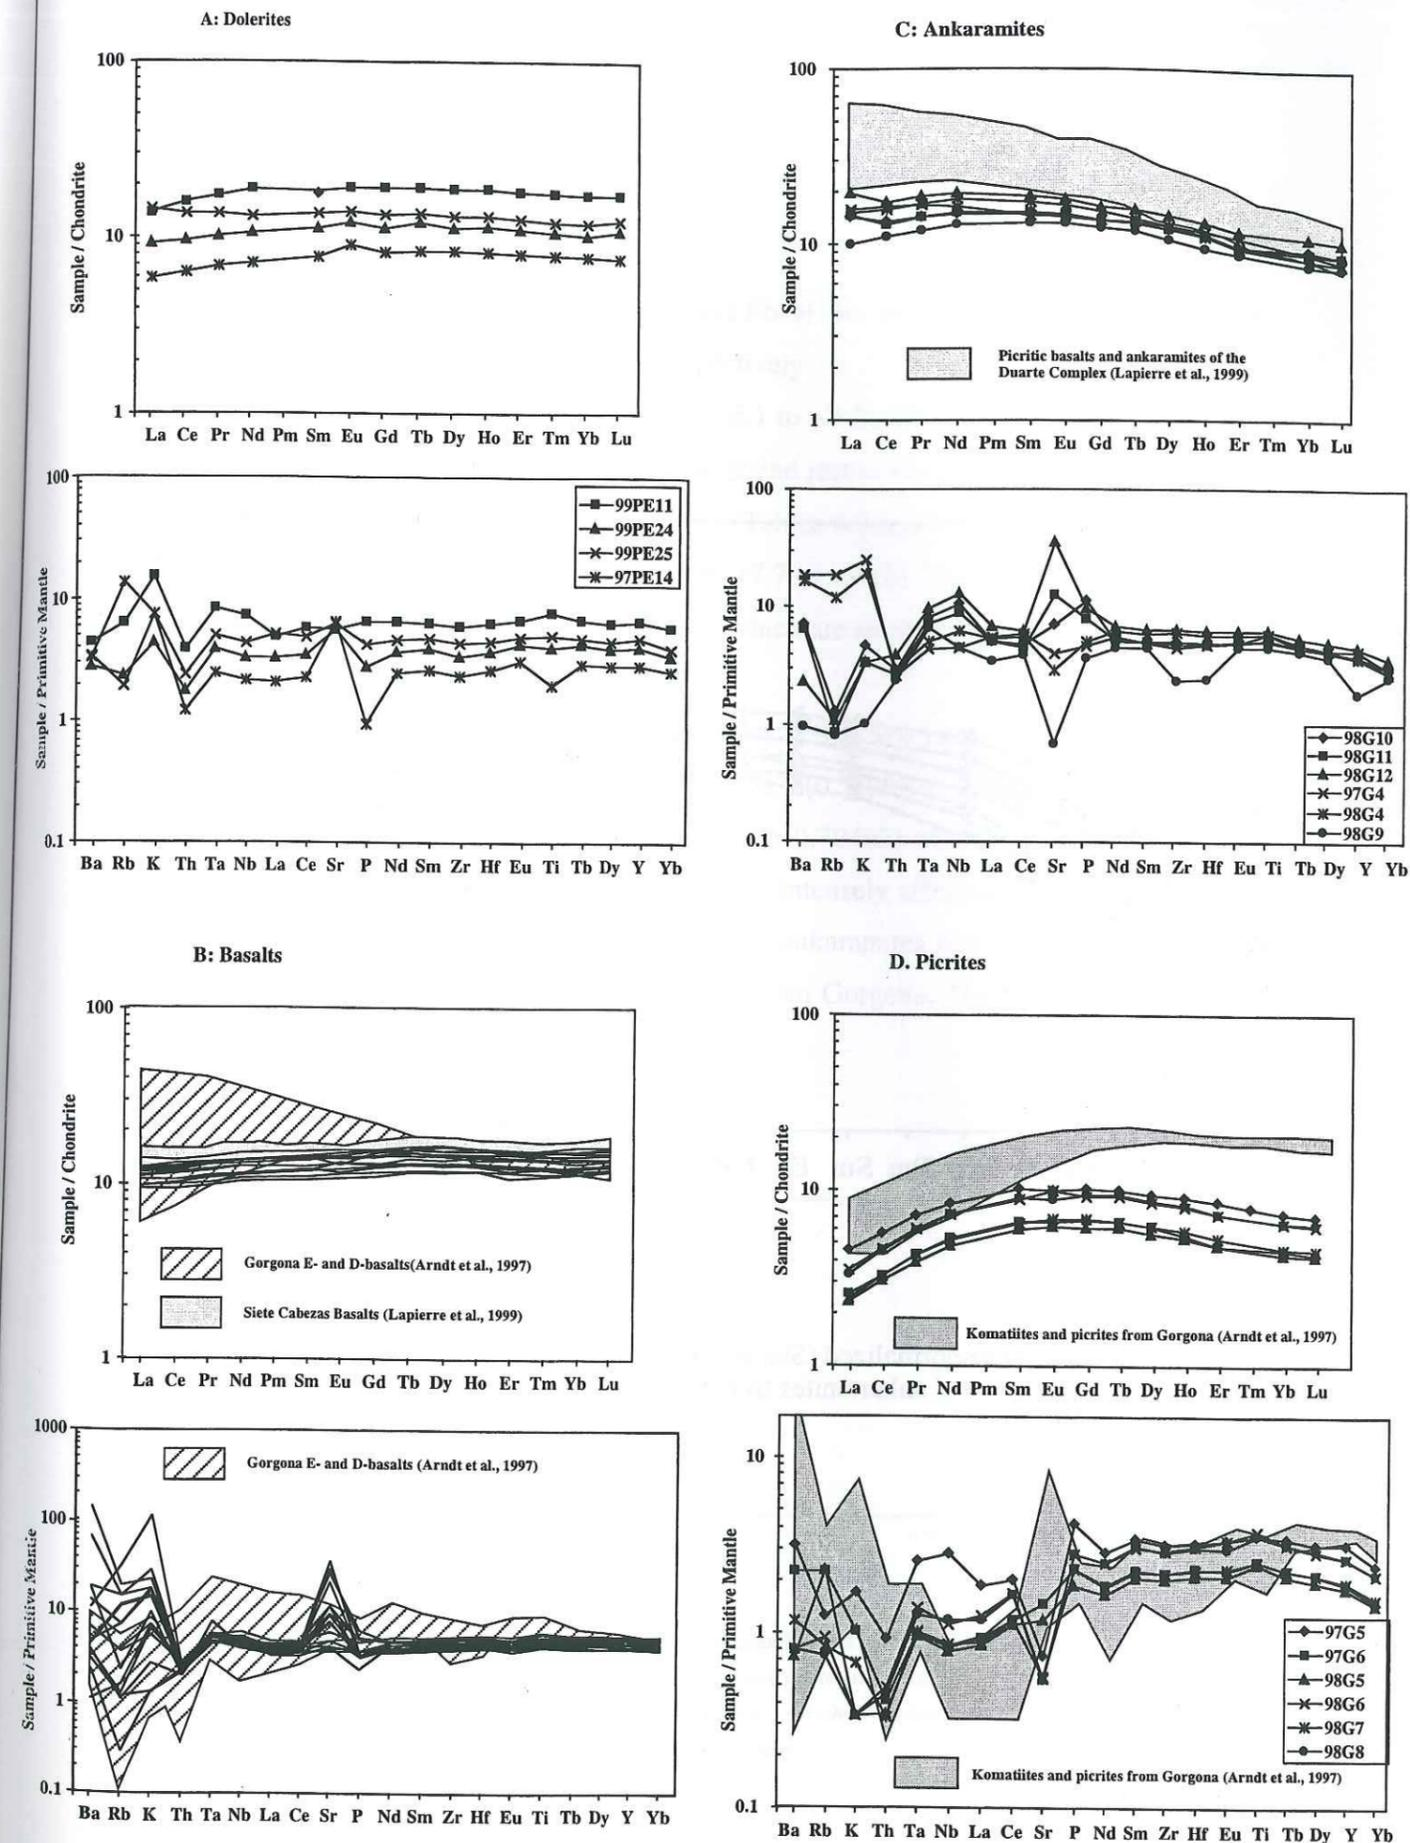 A: Dolerites
100
10
1
Sample / Chondrite
La Ce Pr Nd Pm Sm Eu Gd Tb Dy Ho Er Tm Yb Lu
100
10
1
0.1
Sample / Primitive Mantle
99PE11
99PE24
99PE25
97PE14
Ba Rb K Th Ta Nb La Ce Sr P Nd Sm Zr Hf Eu Ti Tb Dy Y Yb
C: Ankaramites
100
10
1
Sample / Chondrite
Picritic basalts and ankaramites of the
Duarte Complex (Lapierre et al., 1999)
La Ce Pr Nd Pm Sm Eu Gd Tb Dy Ho Er Tm Yb Lu
100
10
1
0.1
Sample / Primitive Mantle
98G10
98G11
98G12
97G4
98G4
98G9
Ba Rb K Th Ta Nb La Ce Sr P Nd Sm Zr Hf Eu Ti Tb Dy Y Yb
B: Basalts
100
10
1
Sample / Chondrite
Gorgona E- and D-basalts(Arndt et al., 1997)
Siete Cabezas Basalts (Lapierre et al., 1999)
La Ce Pr Nd Pm Sm Eu Gd Tb Dy Ho Er Tm Yb Lu
1000
100
10
1
0.1
Sample / Primitive Mantle
Gorgona E- and D-basalts (Arndt et al., 1997)
Ba Rb K Th Ta Nb La Ce Sr P Nd Sm Zr Hf Eu Ti Tb Dy Y Yb
D. Picrites
100
10
1
Sample / Chondrite
Komatiites and picrites from Gorgona (Arndt et al., 1997)
La Ce Pr Nd Pm Sm Eu Gd Tb Dy Ho Er Tm Yb Lu
10
1
0.1
Sample / Primitive Mantle
97G5
97G6
98G5
98G6
98G7
98G8
Komatiites and picrites from Gorgona (Arndt et al., 1997)
Ba Rb K Th Ta Nb La Ce Sr P Nd Sm Zr Hf Eu Ti Tb Dy Y Yb